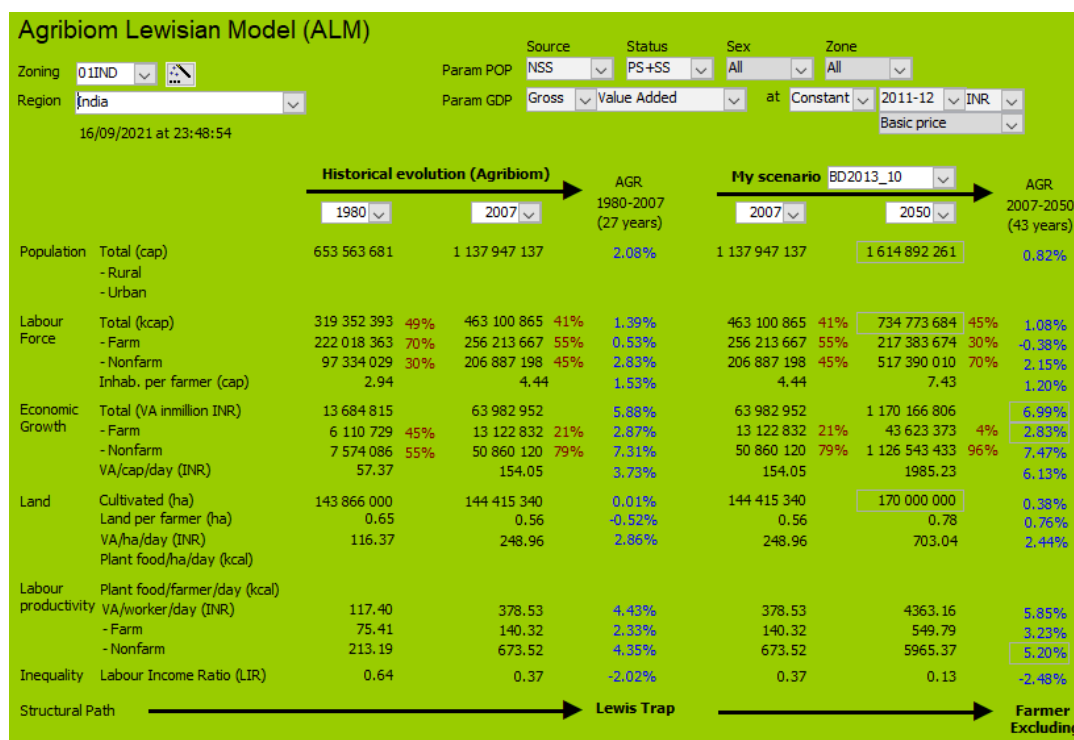 Agribiom Lewisian Model (ALM)
Source Status Sex Zone
Zoning 01IND Param POP NSS PS+SS All All
Region India Param GDP Gross Value Added at Constant 2011-12 INR
16/09/2021 at 23:48:54 Basic price
Historical evolution (Agribiom) AGR My scenario BD2013_10 AGR
1980 2007 1980-2007 2007 2050 2007-2050
(27 years) (43 years)
Population Total (cap) 653 563 681 1 137 947 137 2.08% 1 137 947 137 1 614 892 261 0.82%
- Rural
- Urban
Labour Total (kcap) 319 352 393 49% 463 100 865 41% 1.39% 463 100 865 41% 734 773 684 45% 1.08%
Force - Farm 222 018 363 70% 256 213 667 55% 0.53% 256 213 667 55% 217 383 674 30% -0.38%
- Nonfarm 97 334 029 30% 206 887 198 45% 2.83% 206 887 198 45% 517 390 010 70% 2.15%
Inhab. per farmer (cap) 2.94 4.44 1.53% 4.44 7.43 1.20%
Economic Total (VA inmillion INR) 13 684 815 63 982 952 5.88% 63 982 952 1 170 166 806 6.99%
Growth - Farm 6 110 729 45% 13 122 832 21% 2.87% 13 122 832 21% 43 623 373 4% 2.83%
- Nonfarm 7 574 086 55% 50 860 120 79% 7.31% 50 860 120 79% 1 126 543 433 96% 7.47%
VA/cap/day (INR) 57.37 154.05 3.73% 154.05 1985.23 6.13%
Land Cultivated (ha) 143 866 000 144 415 340 0.01% 144 415 340 170 000 000 0.38%
Land per farmer (ha) 0.65 0.56 -0.52% 0.56 0.78 0.76%
VA/ha/day (INR) 116.37 248.96 2.86% 248.96 703.04 2.44%
Plant food/ha/day (kcal)
Labour Plant food/farmer/day (kcal)
productivity VA/worker/day (INR) 117.40 378.53 4.43% 378.53 4363.16 5.85%
- Farm 75.41 140.32 2.33% 140.32 549.79 3.23%
- Nonfarm 213.19 673.52 4.35% 673.52 5965.37 5.20%
Inequality Labour Income Ratio (LIR) 0.64 0.37 -2.02% 0.37 0.13 -2.48%
Structural Path Lewis Trap Farmer
Excluding